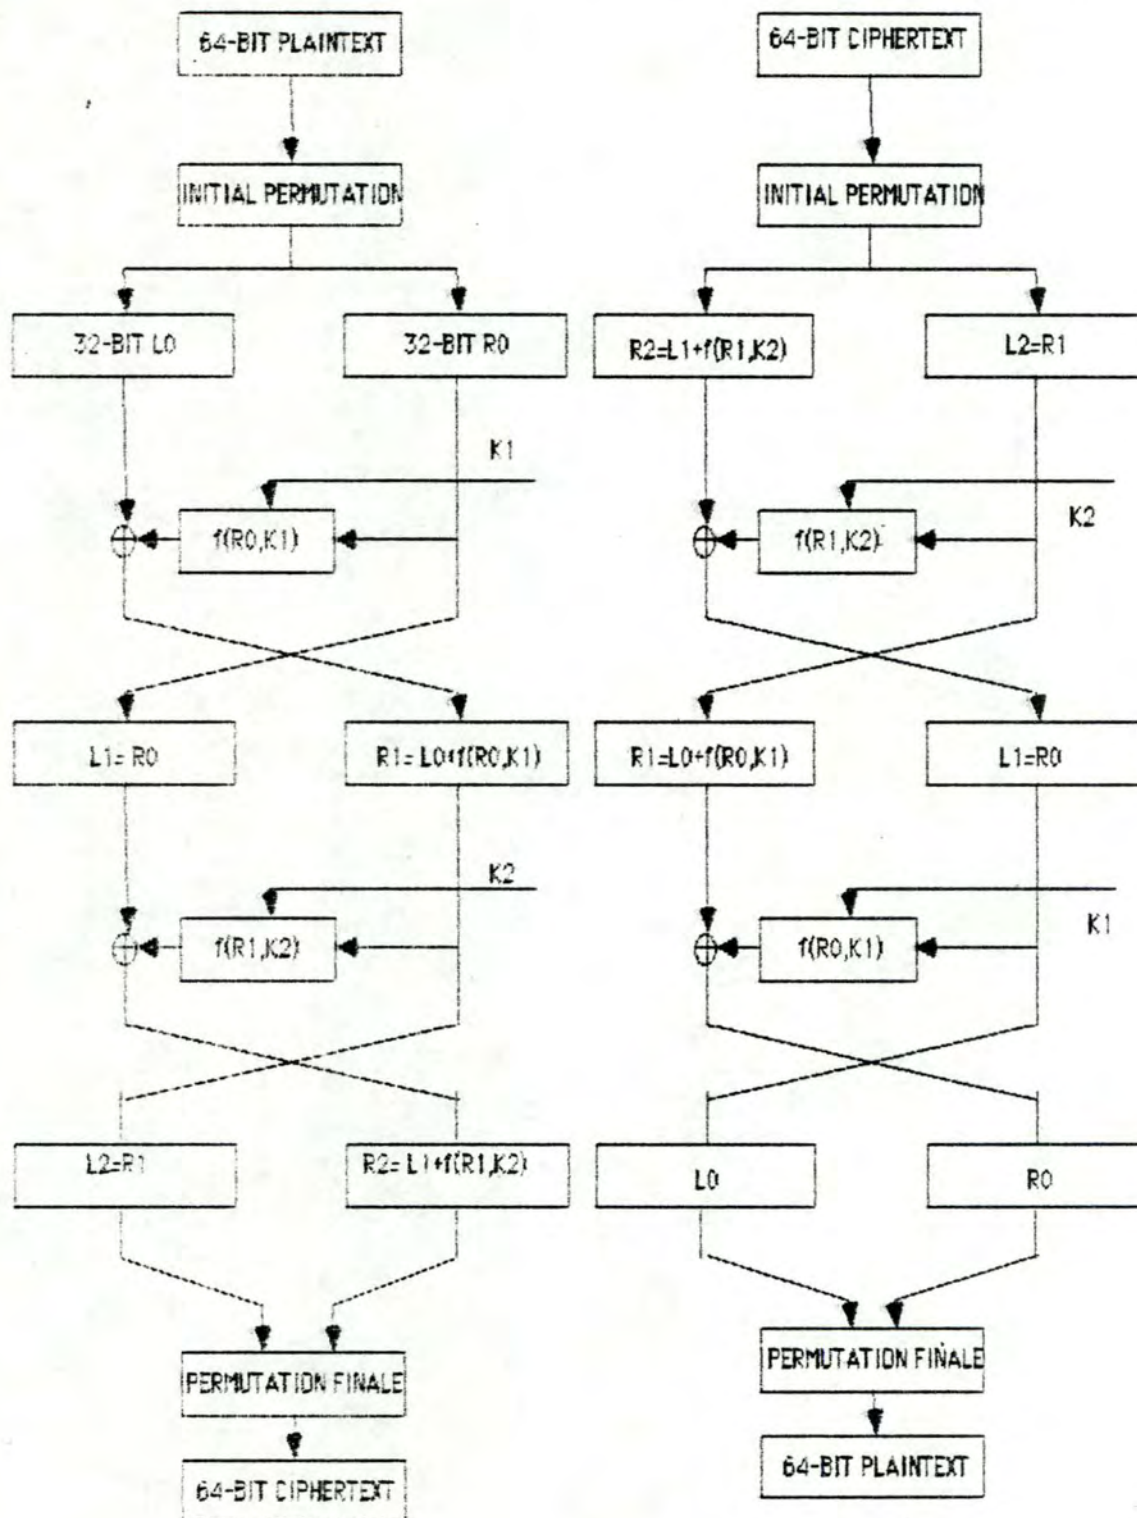 64-BIT PLAINTEXT
INITIAL PERMUTATION
32-BIT L0
32-BIT R0
K1
f(R0,K1)
L1=R0
R1=L0+f(R0,K1)
K2
f(R1,K2)
L2=R1
R2=L1+f(R1,K2)
PERMUTATION FINALE
64-BIT CIPHERTEXT
64-BIT CIPHERTEXT
INITIAL PERMUTATION
R2=L1+f(R1,K2)
L2=R1
K2
f(R1,K2)
R1=L0+f(R0,K1)
L1=R0
K1
f(R0,K1)
L0
R0
PERMUTATION FINALE
64-BIT PLAINTEXT